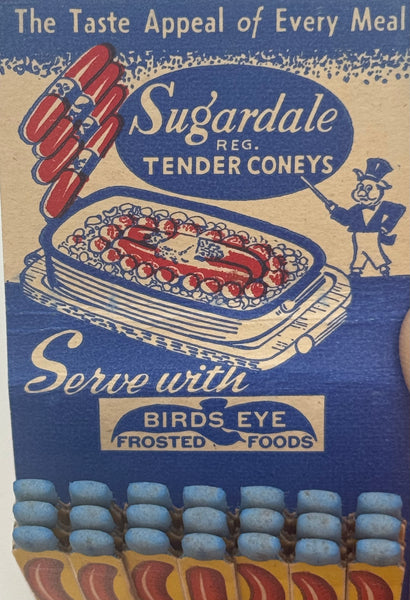 The Taste Appeal of Every Meal
Sugardale
REG.
TENDER CONEYS
Serve with
BIRDS EYE
FROSTED FOODS